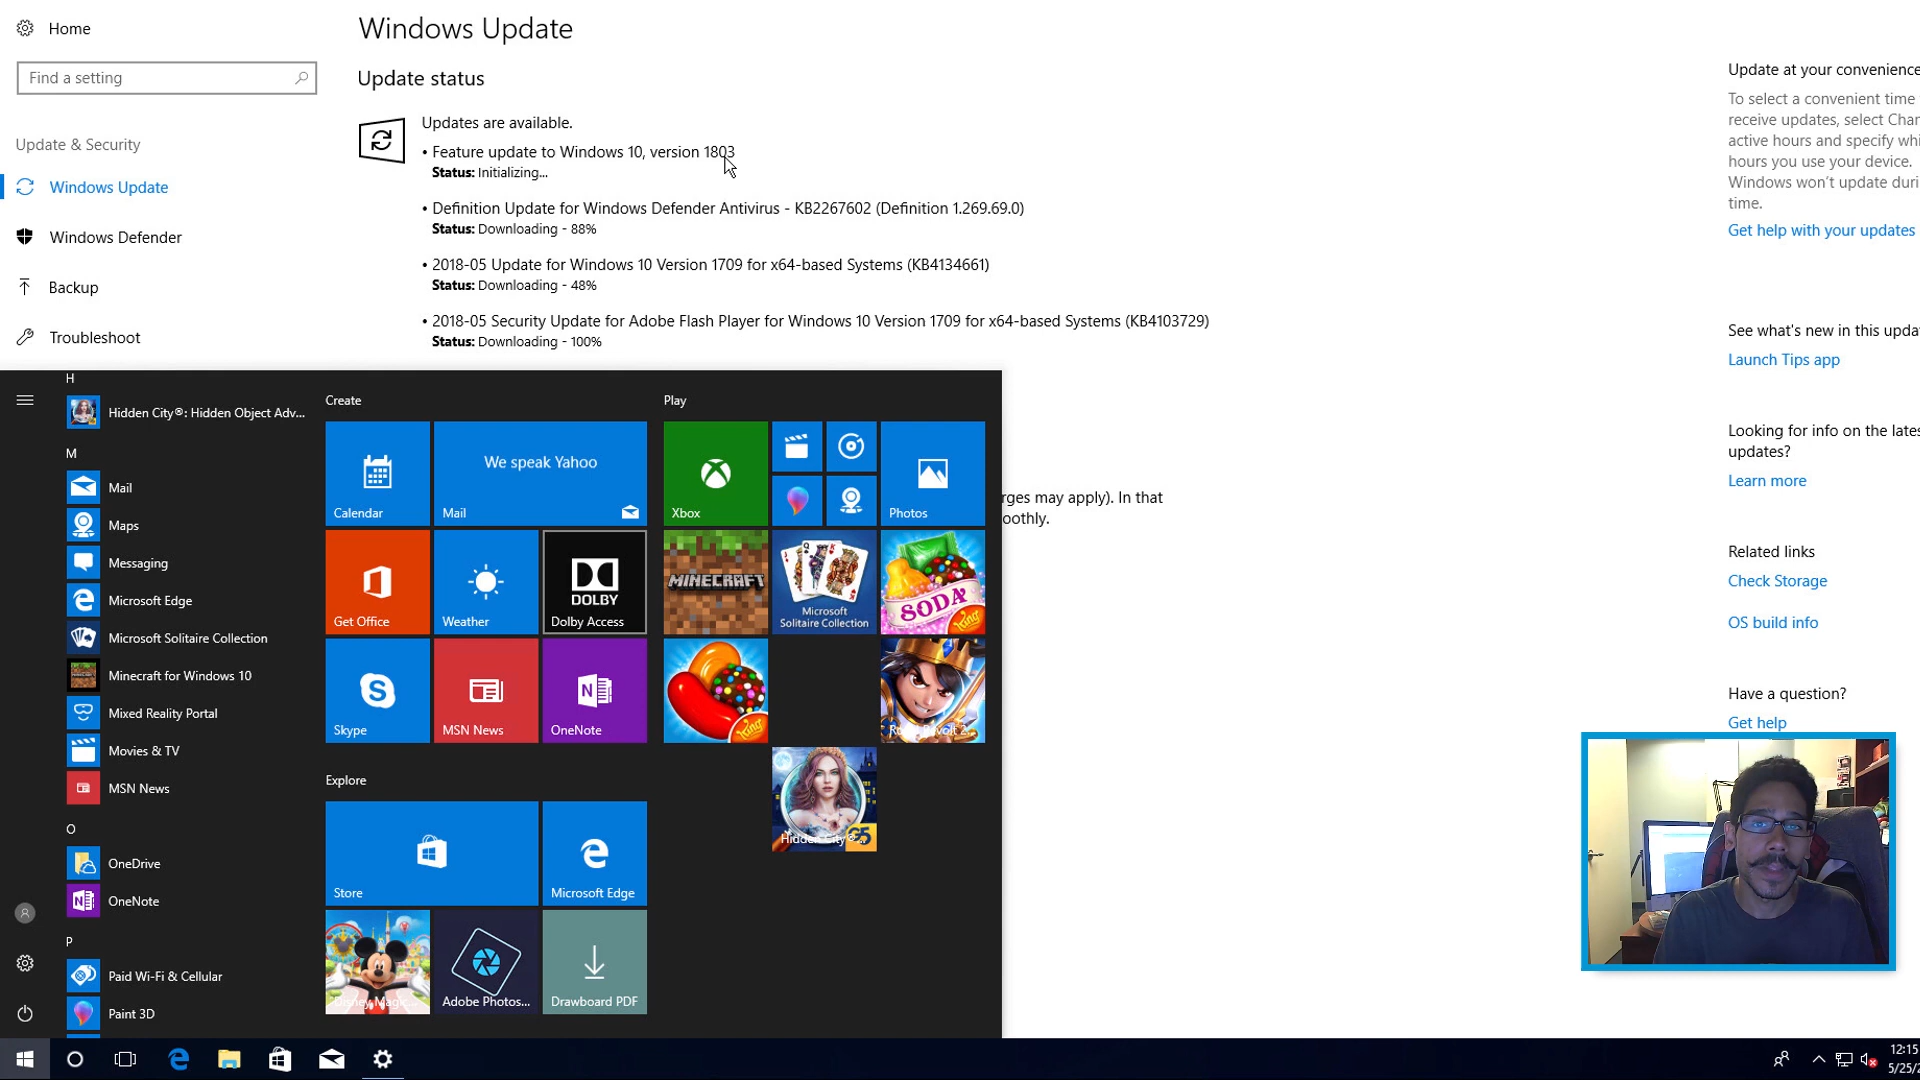 Home
Find a setting
Update & Security
Windows Update
Windows Defender
Backup
Troubleshoot
Windows Update
Update status
Updates are available.
• Feature update to Windows 10, version 1803
Status: Initializing...
• Definition Update for Windows Defender Antivirus - KB2267602 (Definition 1.269.69.0)
Status: Downloading - 88%
• 2018-05 Update for Windows 10 Version 1709 for x64-based Systems (KB4134661)
Status: Downloading - 48%
• 2018-05 Security Update for Adobe Flash Player for Windows 10 Version 1709 for x64-based Systems (KB4103729)
Status: Downloading - 100%
rges may apply). In that
oothly.
Update at your convenience
To select a convenient time
receive updates, select Chan
active hours and specify whi
hours you use your device.
Windows won't update duri
time.
Get help with your updates
See what's new in this upda
Launch Tips app
Looking for info on the lates
updates?
Learn more
Related links
Check Storage
OS build info
Have a question?
Get help
H
Hidden City®: Hidden Object Adv...
M
Mail
Maps
Messaging
Microsoft Edge
Microsoft Solitaire Collection
Minecraft for Windows 10
Mixed Reality Portal
Movies & TV
MSN News
O
OneDrive
OneNote
P
Paid Wi-Fi & Cellular
Paint 3D
Create
Calendar
We speak Yahoo
Mail
Get Office
Weather
DOLBY
Dolby Access
Skype
MSN News
OneNote
Explore
Store
Microsoft Edge
Disney Magic...
Adobe Photos...
Drawboard PDF
Play
Xbox
Photos
MINECRAFT
Microsoft
Solitaire Collection
SODA
King
King
Hidden City®...
G5
12:15
5/25/2